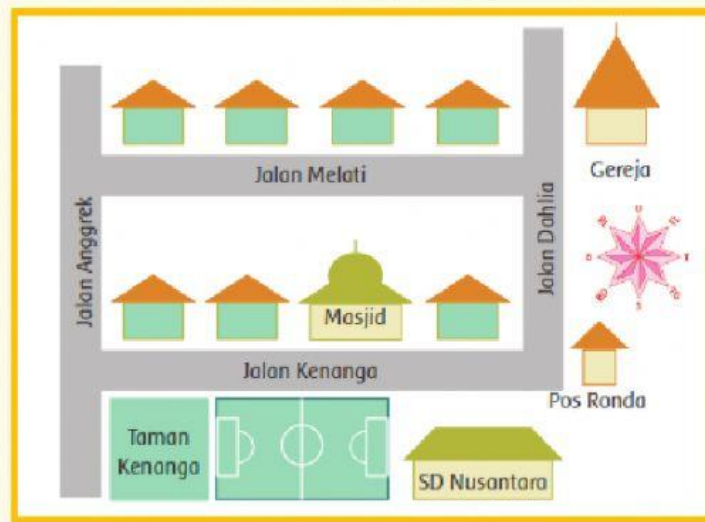 Jalan Melati
Gereja
Jalan Anggrek
Jalan Dahlia
U
B
T
S
Masjid
Jalan Kenanga
Pos Ronda
Taman
Kenanga
SD Nusantara